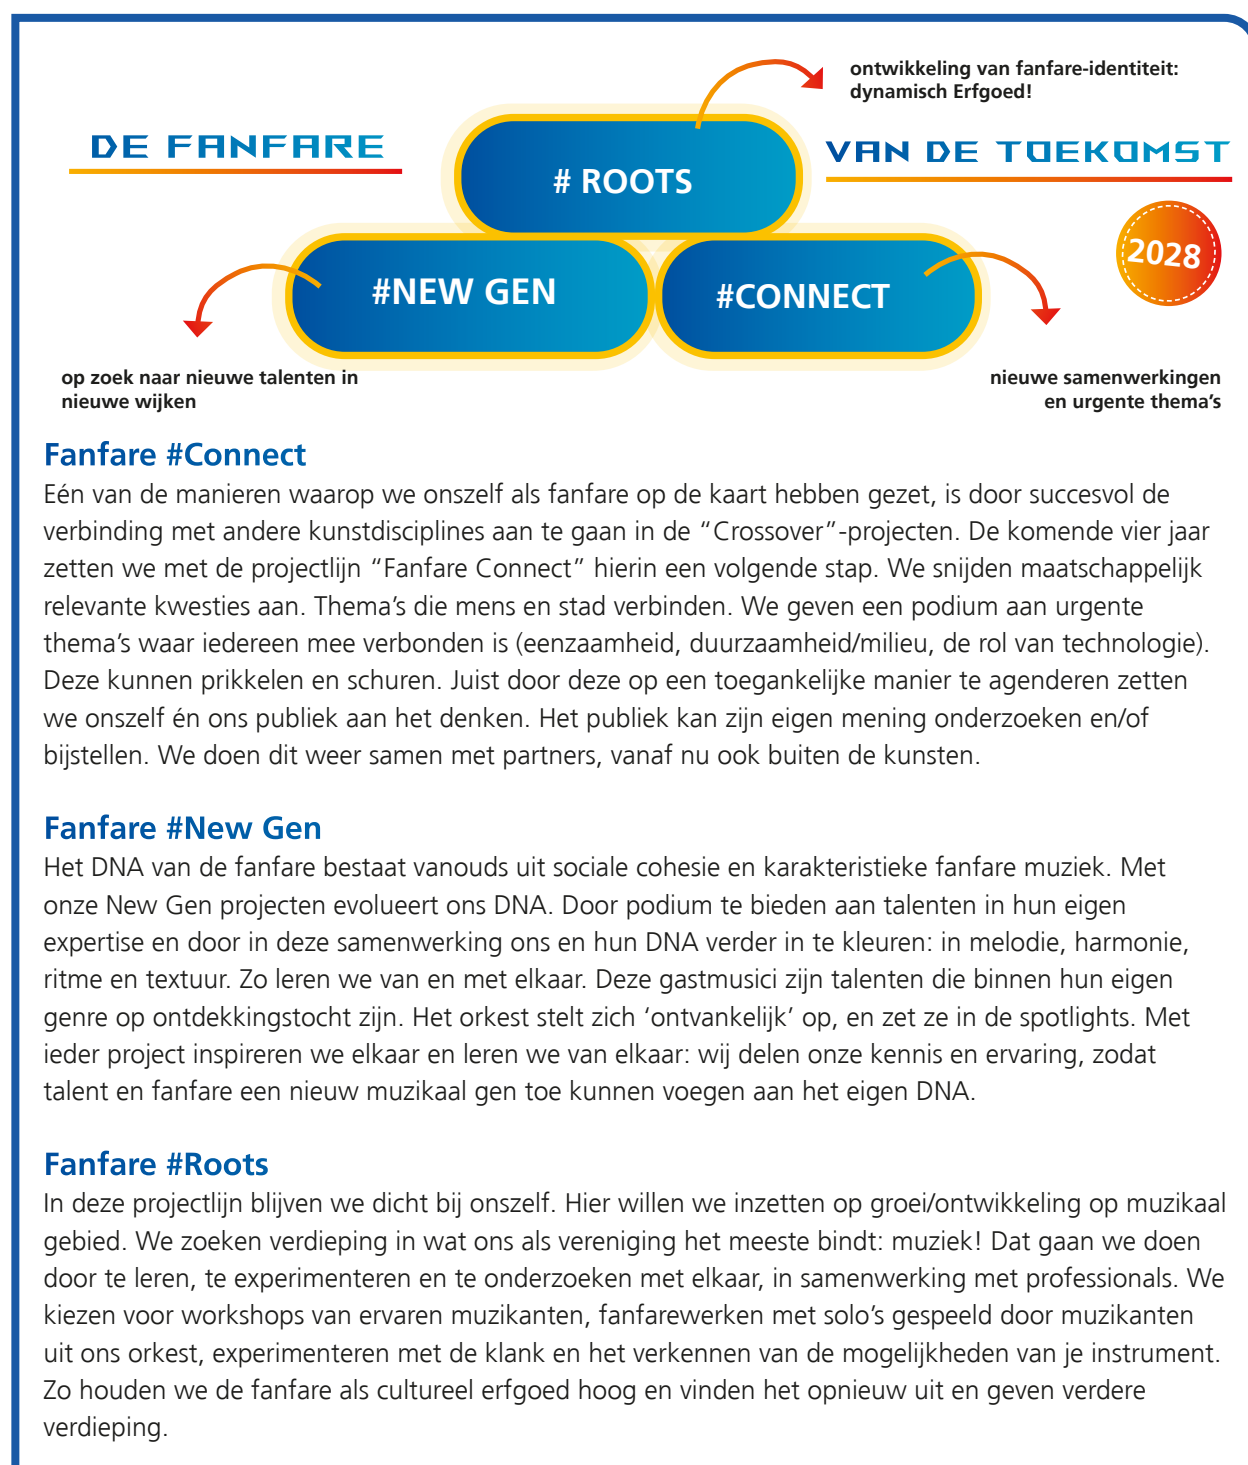 ontwikkeling van fanfare-identiteit:
dynamisch Erfgoed!
DE FANFARE
VAN DE TOEKOMST
# ROOTS
2028
#NEW GEN
#CONNECT
op zoek naar nieuwe talenten in
nieuwe wijken
nieuwe samenwerkingen
en urgente thema's
Fanfare #Connect
Eén van de manieren waarop we onszelf als fanfare op de kaart hebben gezet, is door succesvol de
verbinding met andere kunstdisciplines aan te gaan in de “Crossover”-projecten. De komende vier jaar
zetten we met de projectlijn “Fanfare Connect” hierin een volgende stap. We snijden maatschappelijk
relevante kwesties aan. Thema’s die mens en stad verbinden. We geven een podium aan urgente
thema’s waar iedereen mee verbonden is (eenzaamheid, duurzaamheid/milieu, de rol van technologie).
Deze kunnen prikkelen en schuren. Juist door deze op een toegankelijke manier te agenderen zetten
we onszelf én ons publiek aan het denken. Het publiek kan zijn eigen mening onderzoeken en/of
bijstellen. We doen dit weer samen met partners, vanaf nu ook buiten de kunsten.
Fanfare #New Gen
Het DNA van de fanfare bestaat vanouds uit sociale cohesie en karakteristieke fanfare muziek. Met
onze New Gen projecten evolueert ons DNA. Door podium te bieden aan talenten in hun eigen
expertise en door in deze samenwerking ons en hun DNA verder in te kleuren: in melodie, harmonie,
ritme en textuur. Zo leren we van en met elkaar. Deze gastmusici zijn talenten die binnen hun eigen
genre op ontdekkingstocht zijn. Het orkest stelt zich ‘ontvankelijk’ op, en zet ze in de spotlights. Met
ieder project inspireren we elkaar en leren we van elkaar: wij delen onze kennis en ervaring, zodat
talent en fanfare een nieuw muzikaal gen toe kunnen voegen aan het eigen DNA.
Fanfare #Roots
In deze projectlijn blijven we dicht bij onszelf. Hier willen we inzetten op groei/ontwikkeling op muzikaal
gebied. We zoeken verdieping in wat ons als vereniging het meeste bindt: muziek! Dat gaan we doen
door te leren, te experimenteren en te onderzoeken met elkaar, in samenwerking met professionals. We
kiezen voor workshops van ervaren muzikanten, fanfarewerken met solo’s gespeeld door muzikanten
uit ons orkest, experimenteren met de klank en het verkennen van de mogelijkheden van je instrument.
Zo houden we de fanfare als cultureel erfgoed hoog en vinden het opnieuw uit en geven verdere
verdieping.